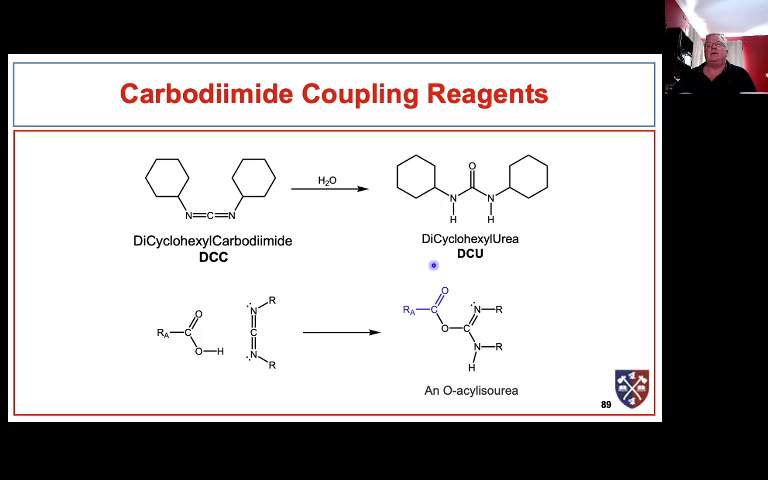 Carbodiimide Coupling Reagents
H₂O
O
N=C=N
N
N
H
H
DiCyclohexylCarbodiimide
DCC
DiCyclohexylUrea
DCU
O
R_A—C
O—H
N—R
C
N—R
O
R_A—C
O—C
N—R
N—R
H
An O-acylisourea
89